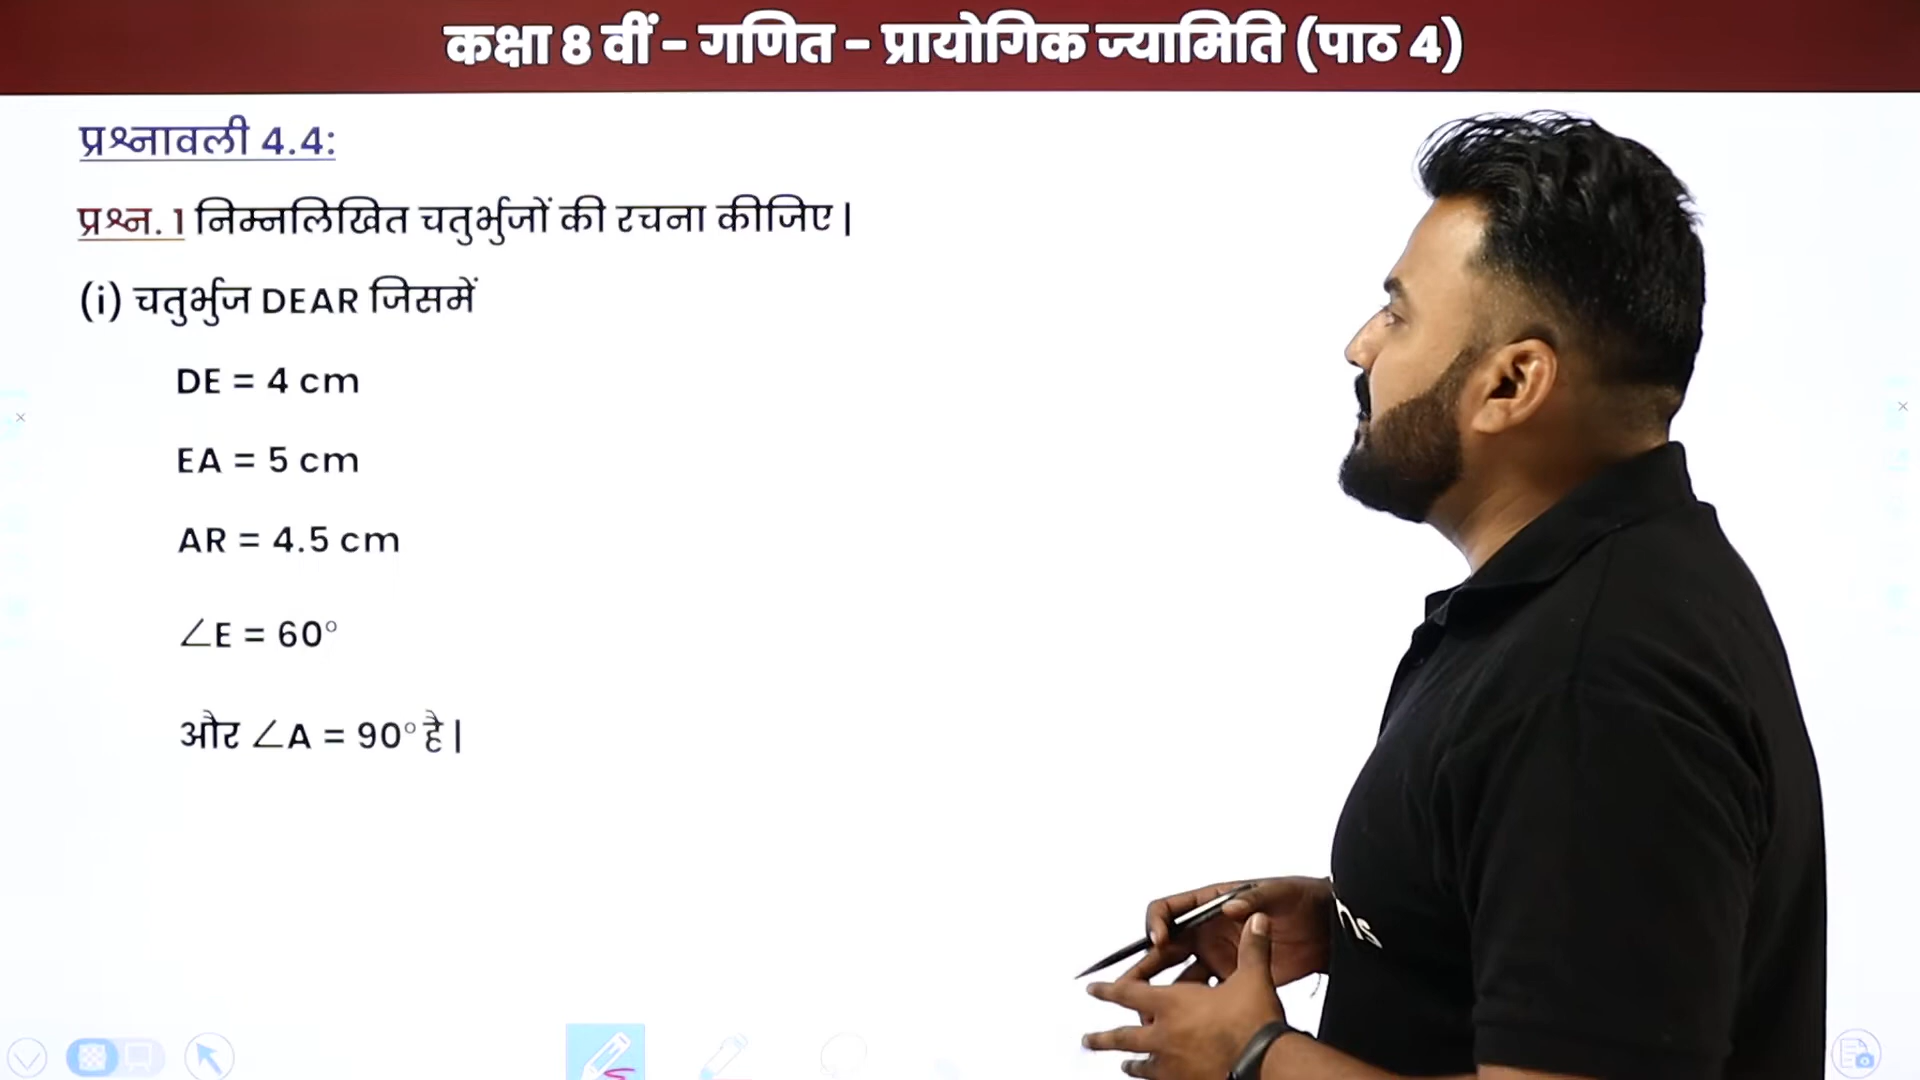 कक्षा 8 वीं - गणित - प्रायोगिक ज्यामिति (पाठ 4)
प्रश्नावली 4.4:
प्रश्न. 1 निम्नलिखित चतुर्भुजों की रचना कीजिए |
(i) चतुर्भुज DEAR जिसमें
DE = 4 cm
EA = 5 cm
AR = 4.5 cm
∠E = 60°
और ∠A = 90° है |